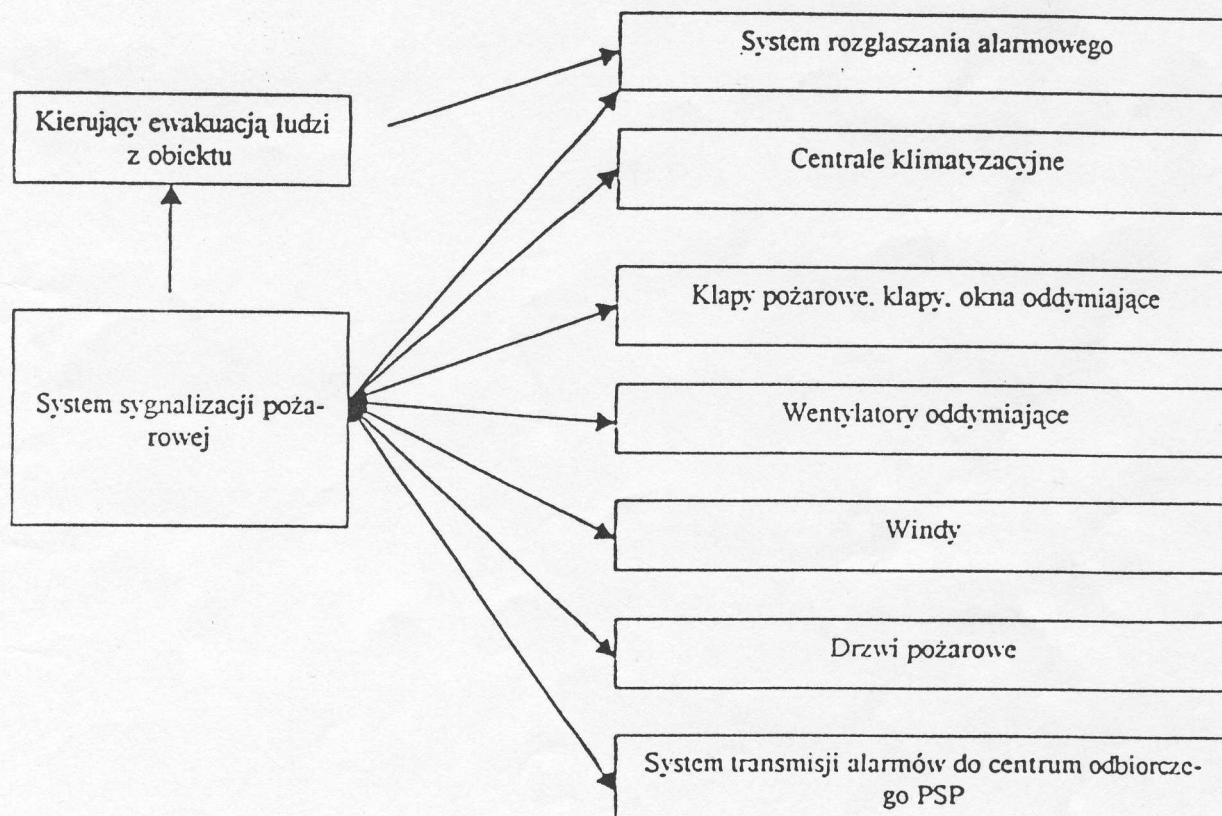 System rozgłaszania alarmowego
Kierujący ewakuacją ludzi
z obiektu
Centrale klimatyzacyjne
Klapy pożarowe. klapy. okna oddymiające
System sygnalizacji poża-
rowej
Wentylatory oddymiające
Windy
Drzwi pożarowe
System transmisji alarmów do centrum odbiorcze-
go PSP